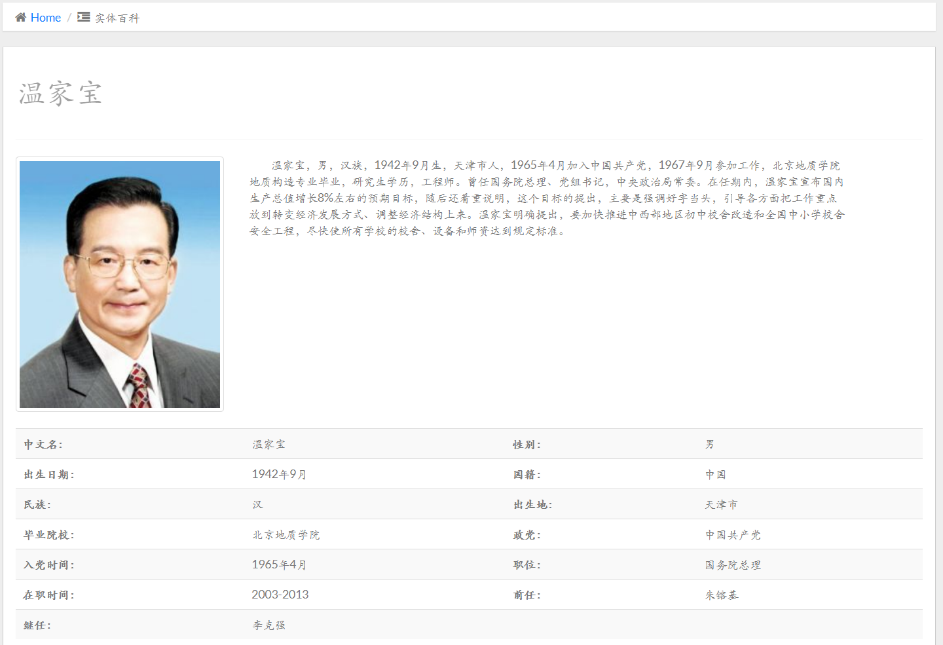 Home / 实体百科
温家宝
温家宝，男，汉族，1942年9月生，天津市人，1965年4月加入中国共产党，1967年9月参加工作，北京地质学院
地质构造专业毕业，研究生学历，工程师。曾任国务院总理、党组书记，中央政治局常委。在任期内，温家宝宣布国内
生产总值增长8%左右的预期目标，随后还着重说明，这个目标的提出，主要是强调好字当头，引导各方面把工作重点
放到转变经济发展方式、调整经济结构上来。温家宝明确提出，要加快推进中西部地区初中校舍改造和全国中小学校舍
安全工程，尽快使所有学校的校舍、设备和师资达到规定标准。
中文名： 温家宝 性别： 男
出生日期： 1942年9月 国籍： 中国
民族： 汉 出生地： 天津市
毕业院校： 北京地质学院 政党： 中国共产党
入党时间： 1965年4月 职位： 国务院总理
在职时间： 2003-2013 前任： 朱镕基
继任： 李克强